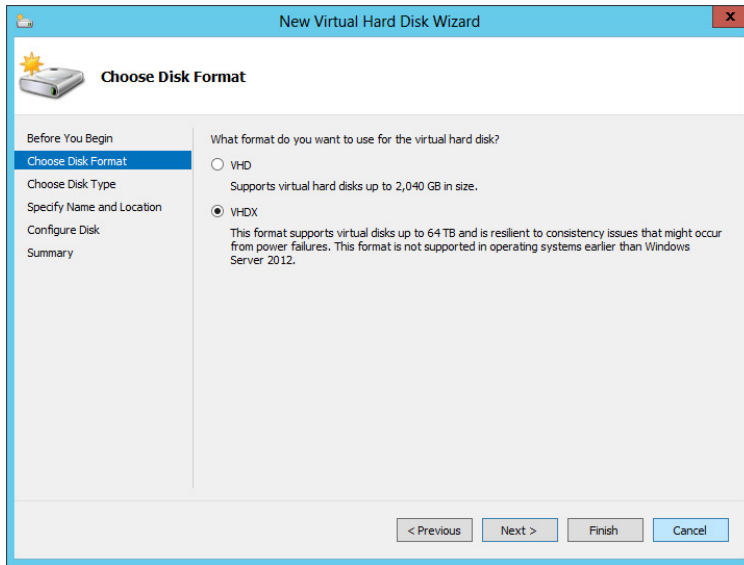 New Virtual Hard Disk Wizard
x
Choose Disk Format
Before You Begin
Choose Disk Format
Choose Disk Type
Specify Name and Location
Configure Disk
Summary
What format do you want to use for the virtual hard disk?
VHD
Supports virtual hard disks up to 2,040 GB in size.
VHDX
This format supports virtual disks up to 64 TB and is resilient to consistency issues that might occur
from power failures. This format is not supported in operating systems earlier than Windows
Server 2012.
< Previous
Next >
Finish
Cancel